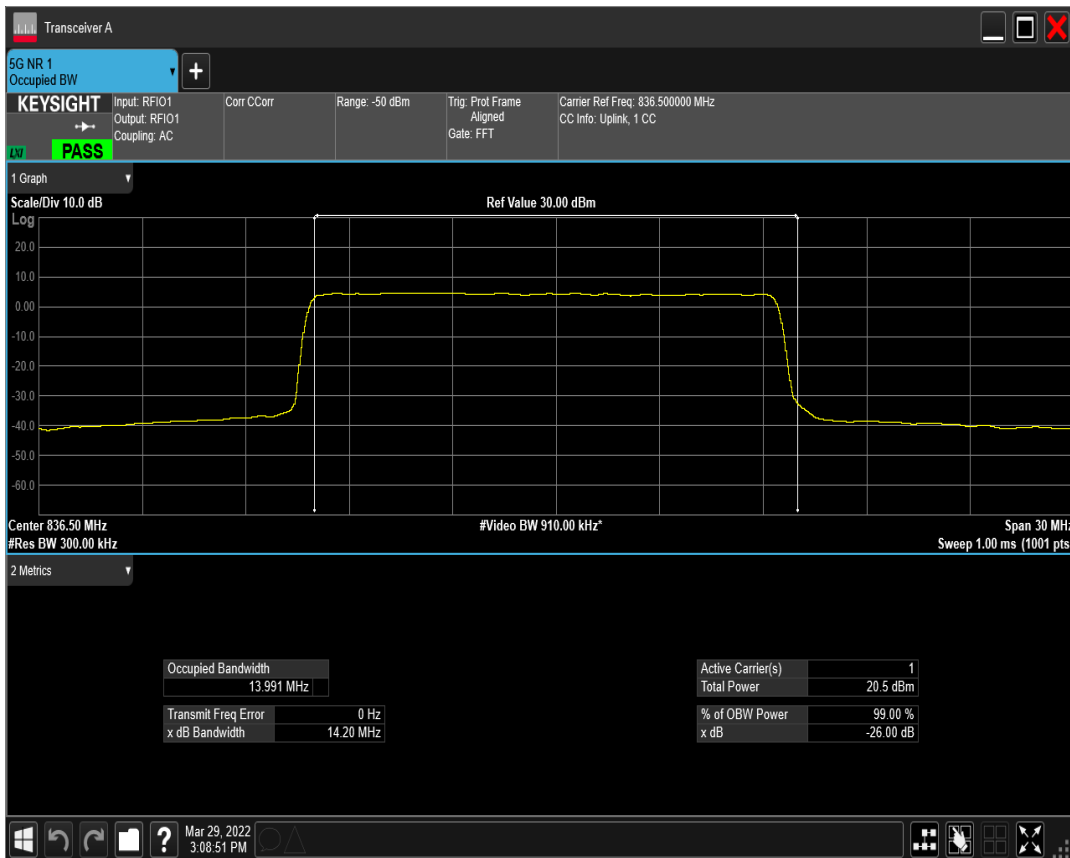 Transceiver A
5G NR 1
Occupied BW
+
KEYSIGHT
LXI
PASS
Input: RFIO1
Output: RFIO1
Coupling: AC
Corr CCorr
Range: -50 dBm
Trig: Prot Frame
Aligned
Gate: FFT
Carrier Ref Freq: 836.500000 MHz
CC Info: Uplink, 1 CC
1 Graph
Scale/Div 10.0 dB
Ref Value 30.00 dBm
Log
20.0
10.0
0.00
-10.0
-20.0
-30.0
-40.0
-50.0
-60.0
Center 836.50 MHz
#Video BW 910.00 kHz*
Span 30 MHz
#Res BW 300.00 kHz
Sweep 1.00 ms (1001 pts
2 Metrics
Occupied Bandwidth
13.991 MHz
Transmit Freq Error 0 Hz
x dB Bandwidth 14.20 MHz
Active Carrier(s) 1
Total Power 20.5 dBm
% of OBW Power 99.00 %
x dB -26.00 dB
?
Mar 29, 2022
3:08:51 PM